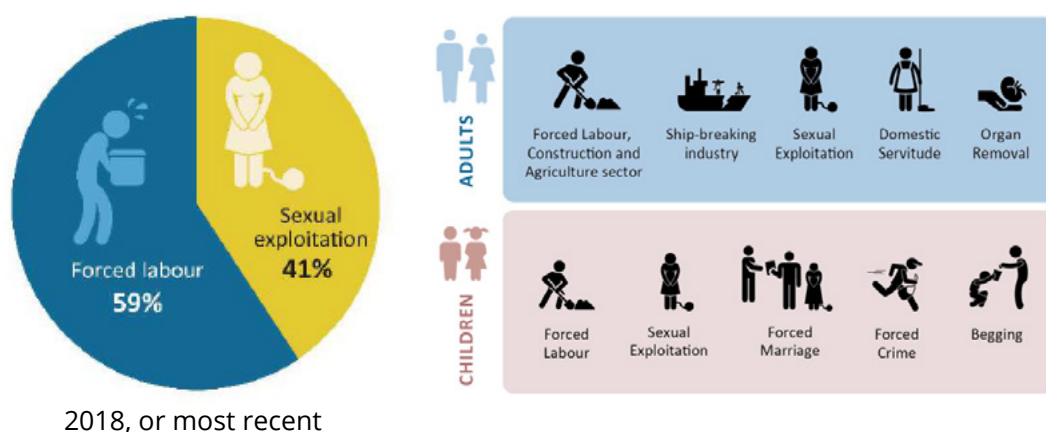 Forced labour
59%
Sexual
exploitation
41%
2018, or most recent
ADULTS
Forced Labour,
Construction and
Agriculture sector
Ship-breaking
industry
Sexual
Exploitation
Domestic
Servitude
Organ
Removal
CHILDREN
Forced
Labour
Sexual
Exploitation
Forced
Marriage
Forced
Crime
Begging